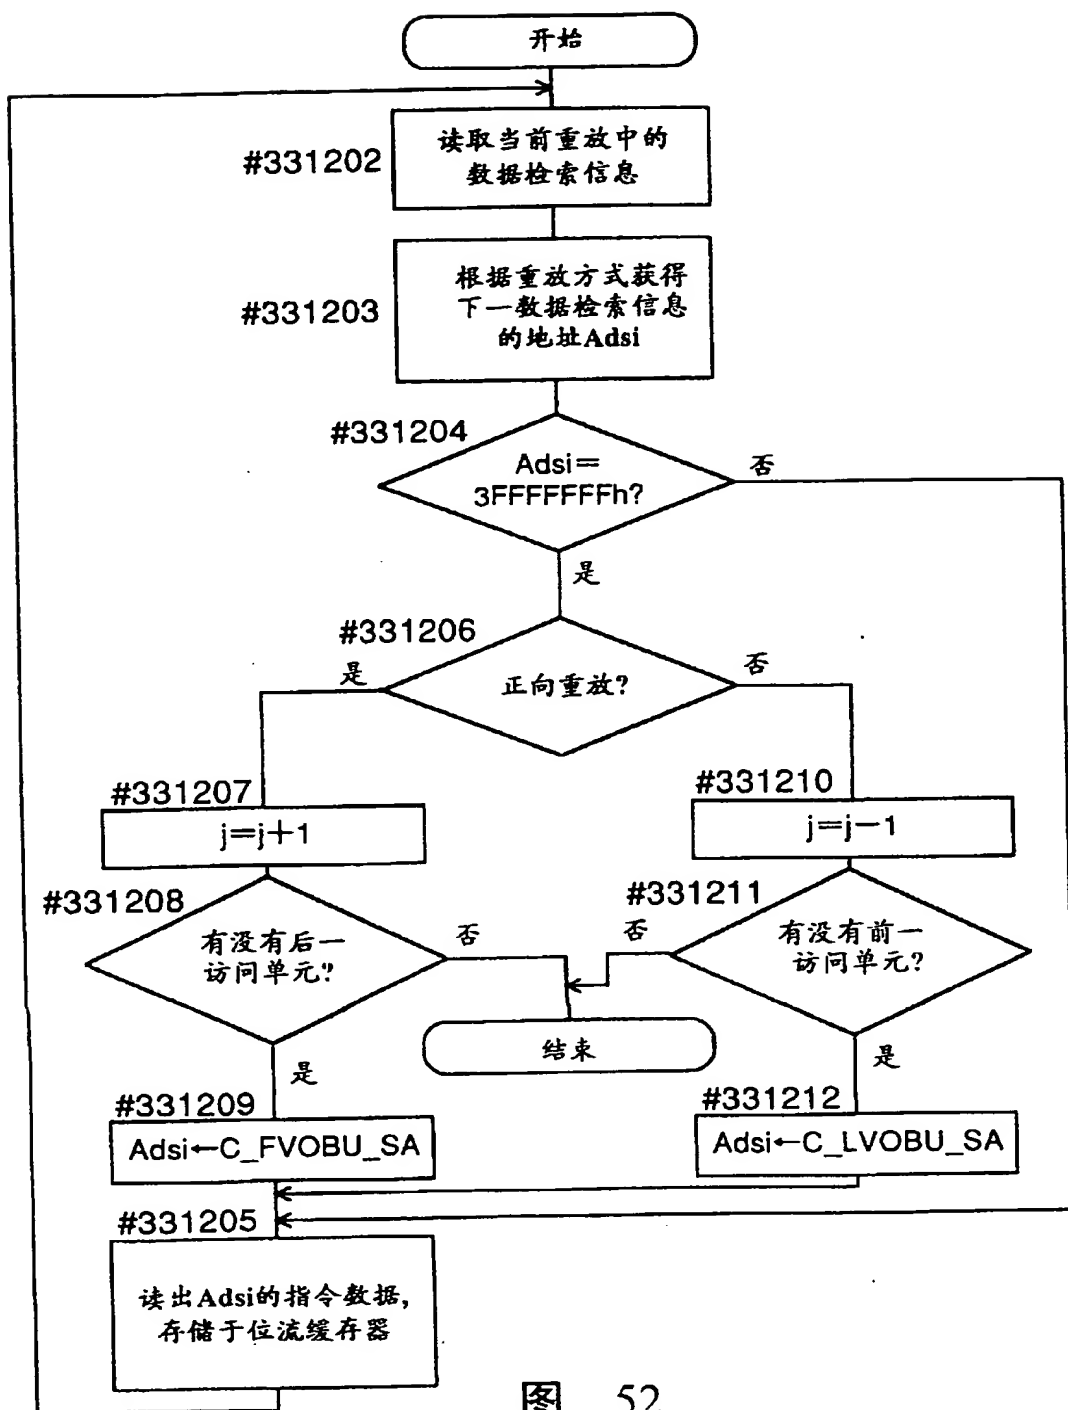 开始
#331202
读取当前重放中的
数据检索信息
#331203
根据重放方式获得
下一数据检索信息
的地址Adsi
#331204
Adsi=
3FFFFFFFh?
否
是
#331206
正向重放?
是
否
#331207
j=j+1
#331210
j=j−1
#331208
有没有后一
访问单元?
否
#331211
有没有前一
访问单元?
否
结束
是
是
#331209
Adsi←C_FVOBU_SA
#331212
Adsi←C_LVOBU_SA
#331205
读出Adsi的指令数据,
存储于位流缓存器
图 52